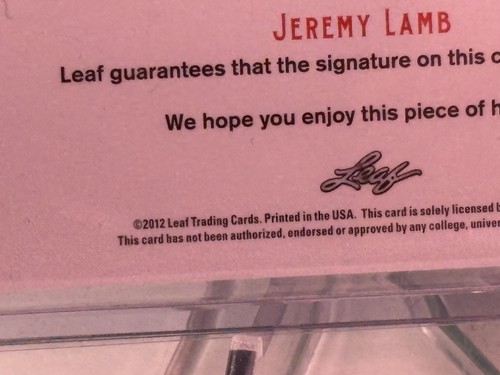 JEREMY LAMB
Leaf guarantees that the signature on this
We hope you enjoy this piece of
Leaf
©2012 Leaf Trading Cards. Printed in the USA. This card is solely licensed
This card has not been authorized, endorsed or approved by any college,